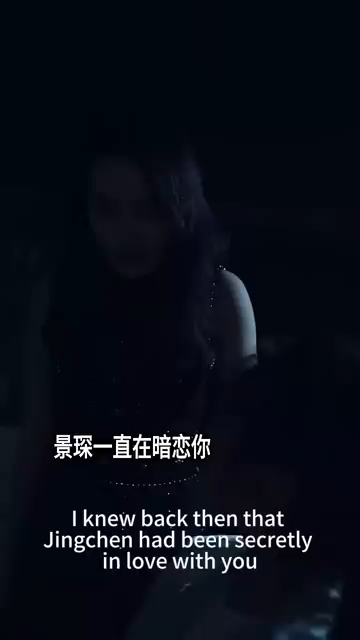 景琛一直在暗恋你
I knew back then that
Jingchen had been secretly
in love with you